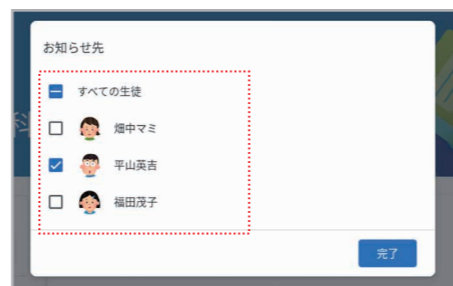 お知らせ先
すべての生徒
畑中マミ
平山英吉
福田茂子
完了